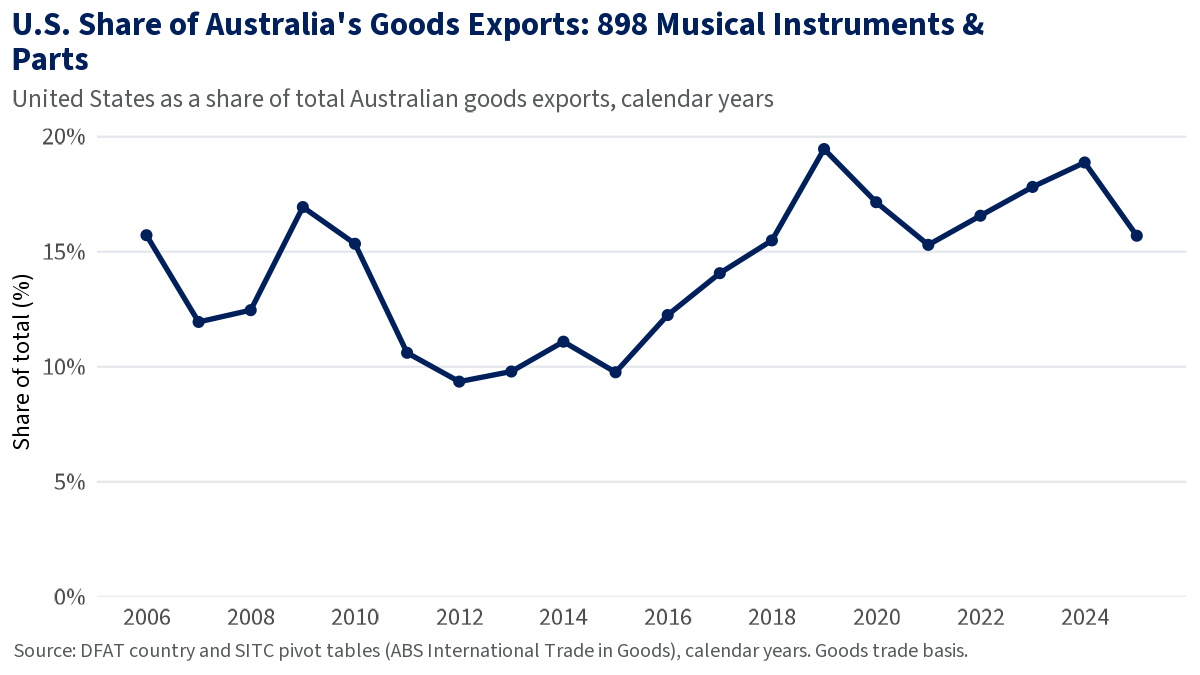 U.S. Share of Australia's Goods Exports: 898 Musical Instruments &
Parts
United States as a share of total Australian goods exports, calendar years
Share of total (%)
20%
15%
10%
5%
0%
2006 2008 2010 2012 2014 2016 2018 2020 2022 2024
Source: DFAT country and SITC pivot tables (ABS International Trade in Goods), calendar years. Goods trade basis.